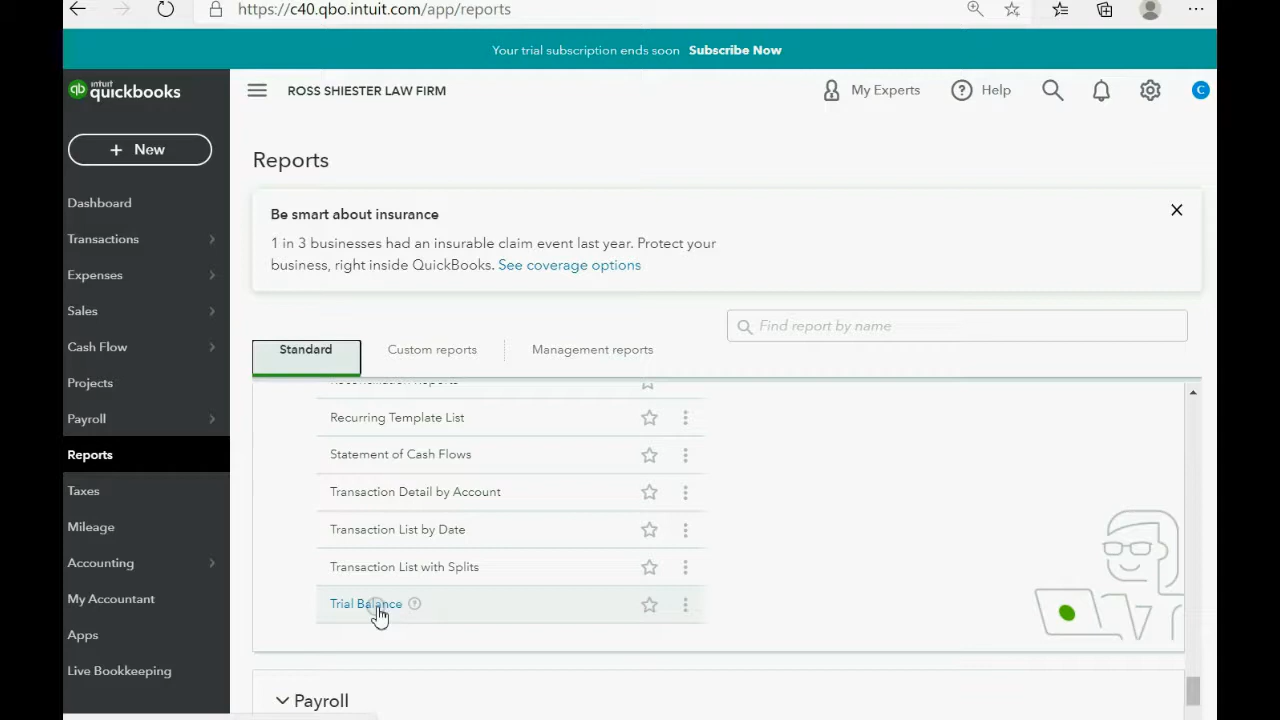 https://c40.qbo.intuit.com/app/reports
Your trial subscription ends soon Subscribe Now
intuit
quickbooks
ROSS SHIESTER LAW FIRM
My Experts
Help
C
+ New
Dashboard
Transactions
Expenses
Sales
Cash Flow
Projects
Payroll
Reports
Taxes
Mileage
Accounting
My Accountant
Apps
Live Bookkeeping
Reports
Be smart about insurance
1 in 3 businesses had an insurable claim event last year. Protect your
business, right inside QuickBooks. See coverage options
Find report by name
Standard
Custom reports
Management reports
Reconciliation Reports
Recurring Template List
Statement of Cash Flows
Transaction Detail by Account
Transaction List by Date
Transaction List with Splits
Trial Balance
Payroll